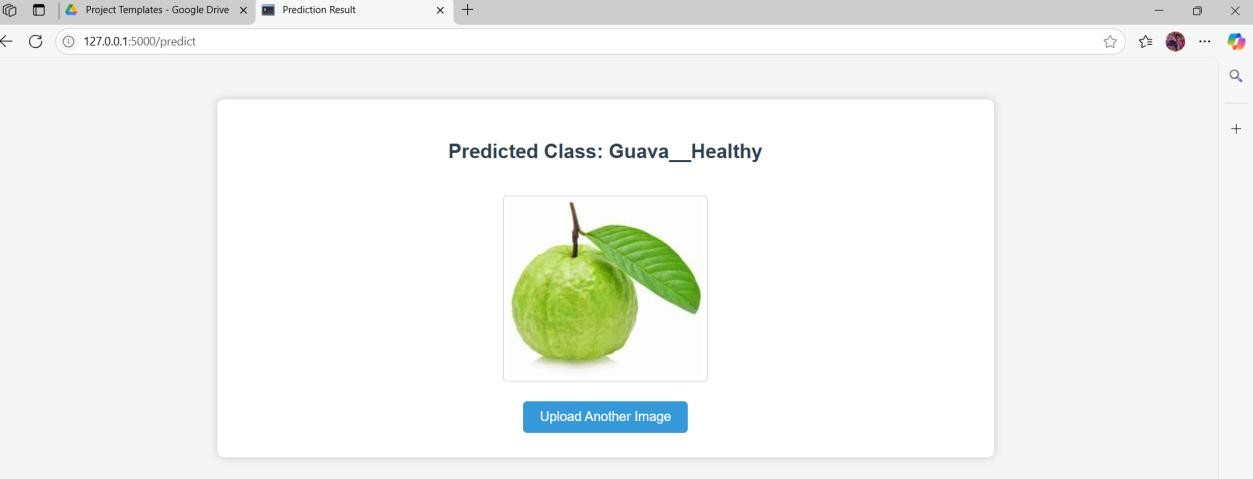 Project Templates - Google Drive
Prediction Result
127.0.0.1:5000/predict
Predicted Class: Guava__Healthy
Upload Another Image